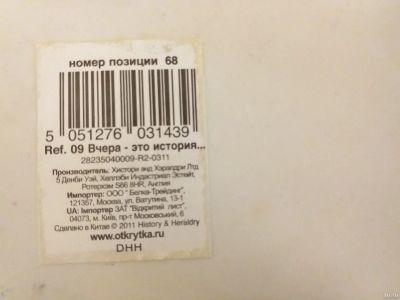 номер позиции 68
5 051276 031439
Ref. 09 Вчера - это история...
28235040009-R2-0311
Производитель: Хистори энд Хэралдри Лтд
5 Денби Уэй, Хеллэби Индастриал Эстейт,
Ротерхэм S66 8HR, Англия
Импортер: ООО "Белка-Трейдинг",
121357, Москва, ул. Ватутина, 13-1
UA: Імпортер ЗАТ "Відкритий лист",
04073, м. Київ, пр-т Московський, 6
Сделано в Китае © 2011 History & Heraldry
www.otkrytka.ru
DHH